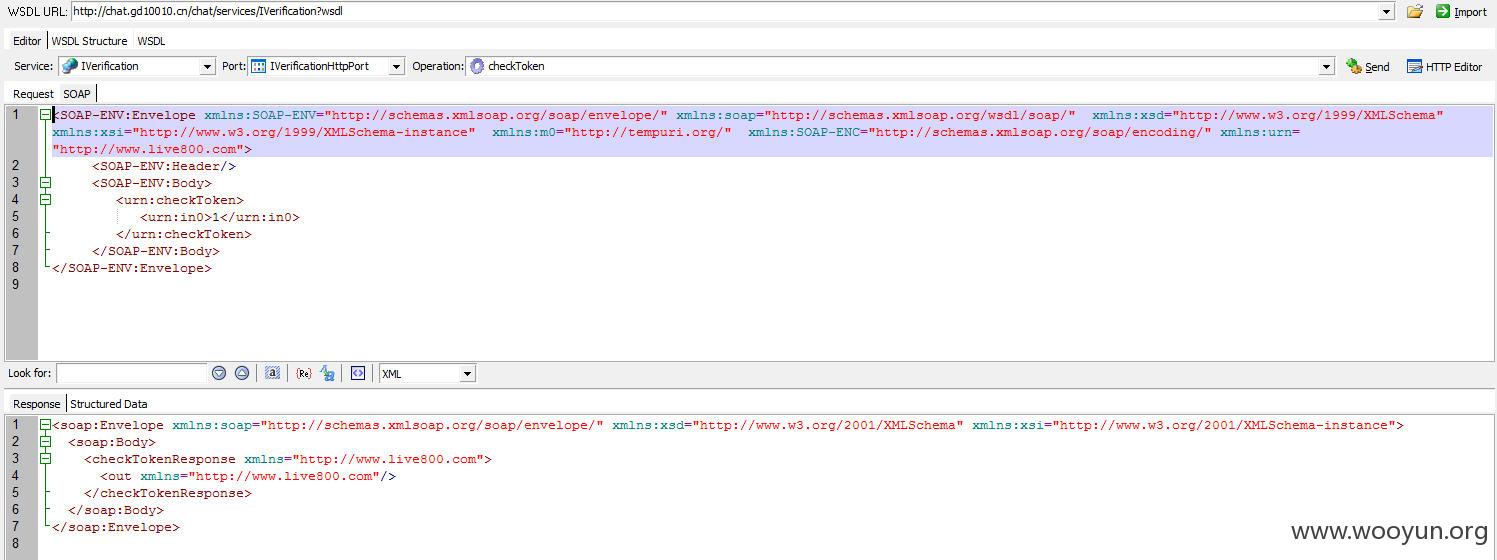 WSDL URL: http://chat.gd10010.cn/chat/services/IVerification?wsdl Import
Editor WSDL Structure WSDL
Service: IVerification Port: IVerificationHttpPort Operation: checkToken Send HTTP Editor
Request SOAP
1 <SOAP-ENV:Envelope xmlns:SOAP-ENV="http://schemas.xmlsoap.org/soap/envelope/" xmlns:soap="http://schemas.xmlsoap.org/wsdl/soap/" xmlns:xsd="http://www.w3.org/1999/XMLSchema"
xmlns:xsi="http://www.w3.org/1999/XMLSchema-instance" xmlns:m0="http://tempuri.org/" xmlns:SOAP-ENC="http://schemas.xmlsoap.org/soap/encoding/" xmlns:urn=
"http://www.live800.com">
2 <SOAP-ENV:Header/>
3 <SOAP-ENV:Body>
4 <urn:checkToken>
5 <urn:in0>1</urn:in0>
6 </urn:checkToken>
7 </SOAP-ENV:Body>
8 </SOAP-ENV:Envelope>
9
Look for: a {Re} XML
Response Structured Data
1 <soap:Envelope xmlns:soap="http://schemas.xmlsoap.org/soap/envelope/" xmlns:xsd="http://www.w3.org/2001/XMLSchema" xmlns:xsi="http://www.w3.org/2001/XMLSchema-instance">
2 <soap:Body>
3 <checkTokenResponse xmlns="http://www.live800.com">
4 <out xmlns="http://www.live800.com"/>
5 </checkTokenResponse>
6 </soap:Body>
7 </soap:Envelope>
8
www.wooyun.org